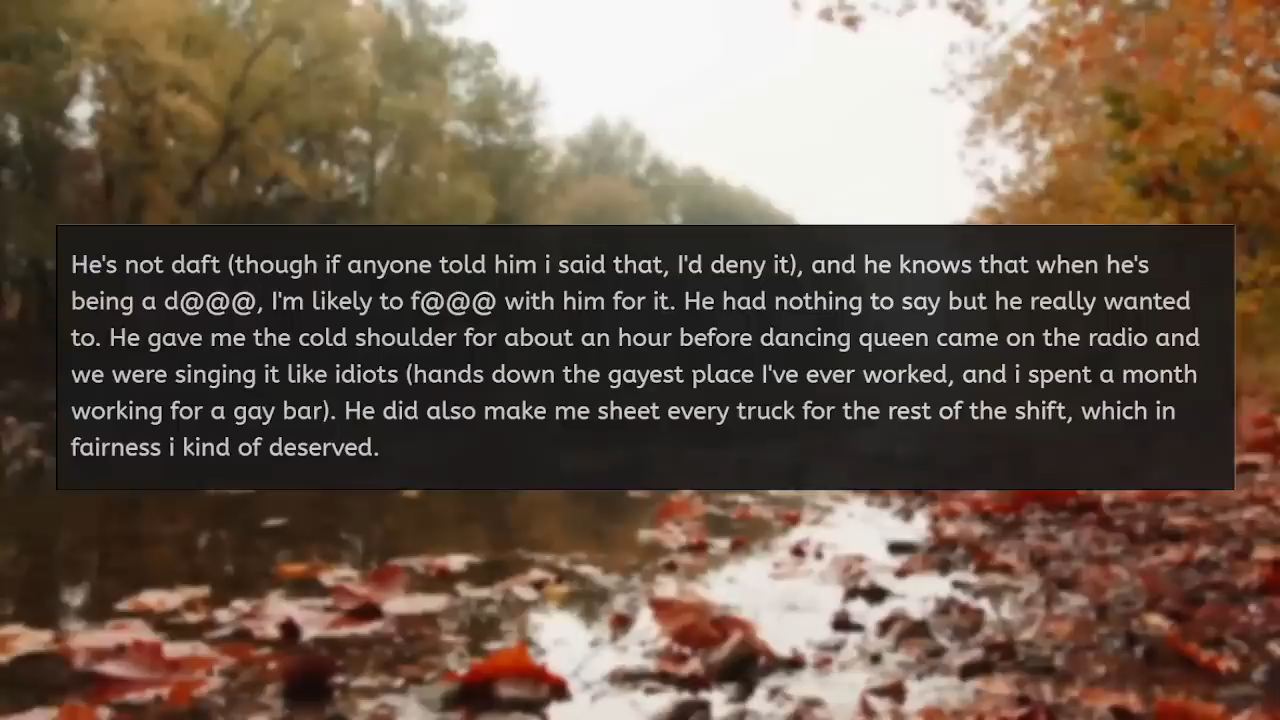 He's not daft (though if anyone told him i said that, I'd deny it), and he knows that when he's
being a d@@@, I'm likely to f@@@ with him for it. He had nothing to say but he really wanted
to. He gave me the cold shoulder for about an hour before dancing queen came on the radio and
we were singing it like idiots (hands down the gayest place I've ever worked, and i spent a month
working for a gay bar). He did also make me sheet every truck for the rest of the shift, which in
fairness i kind of deserved.